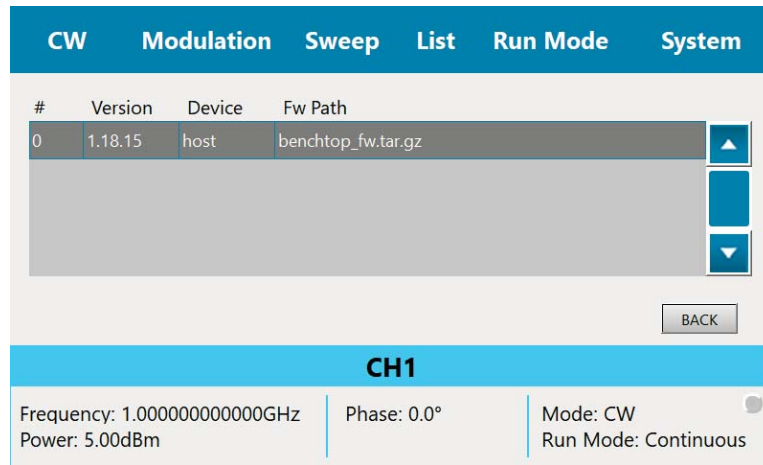 CW Modulation Sweep List Run Mode System
# Version Device Fw Path
0 1.18.15 host benchtop_fw.tar.gz
BACK
CH1
Frequency: 1.000000000000GHz Phase: 0.0° Mode: CW
Power: 5.00dBm Run Mode: Continuous